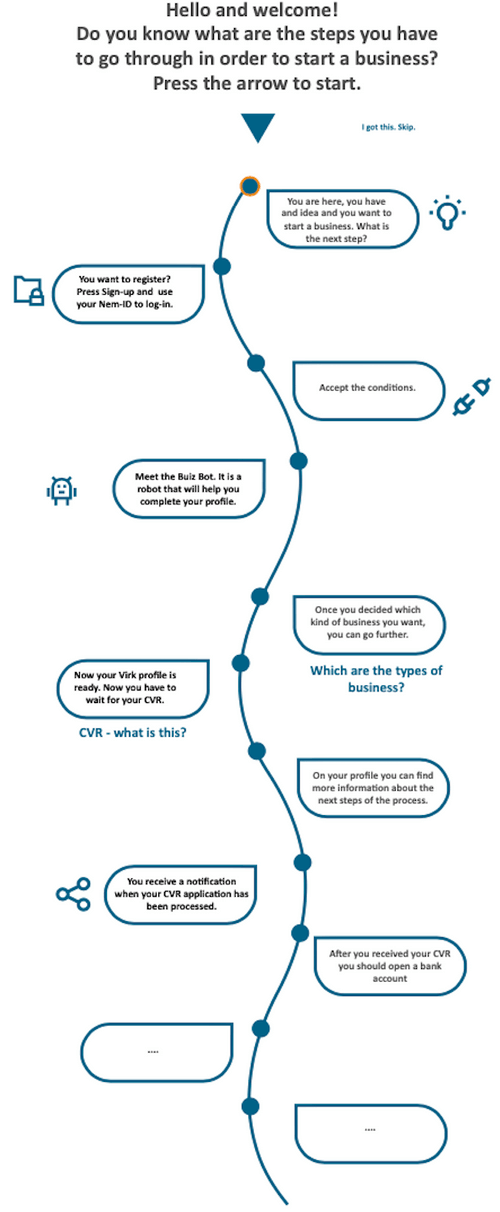 Hello and welcome!
Do you know what are the steps you have
to go through in order to start a business?
Press the arrow to start.
I got this. Skip.
You are here, you have
and idea and you want to
start a business. What is
the next step?
You want to register?
Press Sign-up and use
your Nem-ID to log-in.
Accept the conditions.
Meet the Buiz Bot. It is a
robot that will help you
complete your profile.
Once you decided which
kind of business you want,
you can go further.
Which are the types of
business?
Now your Virk profile is
ready. Now you have to
wait for your CVR.
CVR - what is this?
On your profile you can find
more information about the
next steps of the process.
You receive a notification
when your CVR application has
been processed.
After you received your CVR
you should open a bank
account
....
....